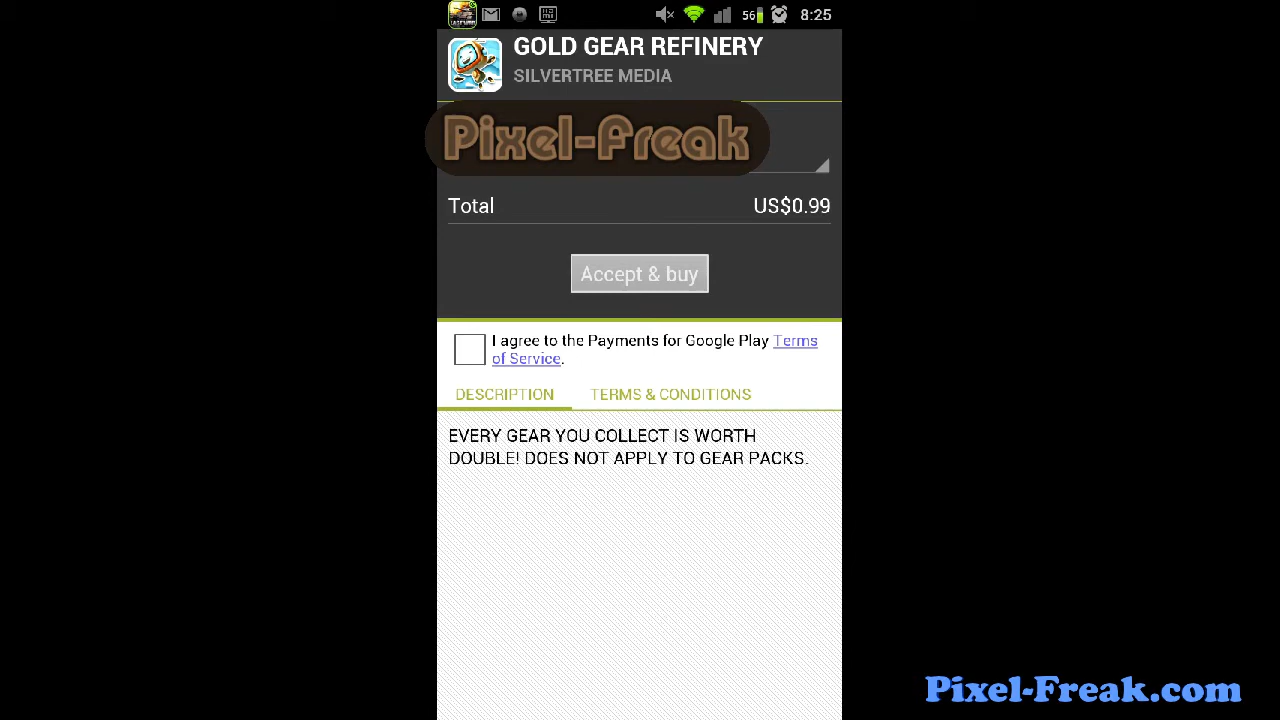 56 8:25
GOLD GEAR REFINERY
SILVERTREE MEDIA
Pixel-Freak
Total US$0.99
Accept & buy
I agree to the Payments for Google Play Terms
of Service.
DESCRIPTION TERMS & CONDITIONS
EVERY GEAR YOU COLLECT IS WORTH
DOUBLE! DOES NOT APPLY TO GEAR PACKS.
Pixel-Freak.com